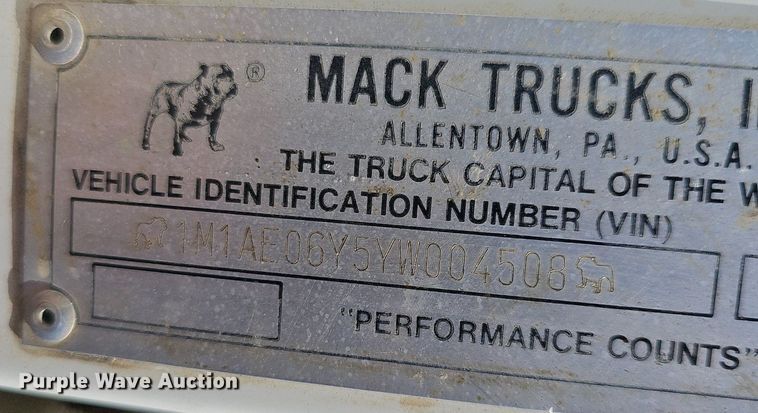 ®
MACK TRUCKS, I
ALLENTOWN, PA., U.S.A.
THE TRUCK CAPITAL OF THE W
VEHICLE IDENTIFICATION NUMBER (VIN)
1M1AE06Y5YW004508
"PERFORMANCE COUNTS"
Purple Wave Auction